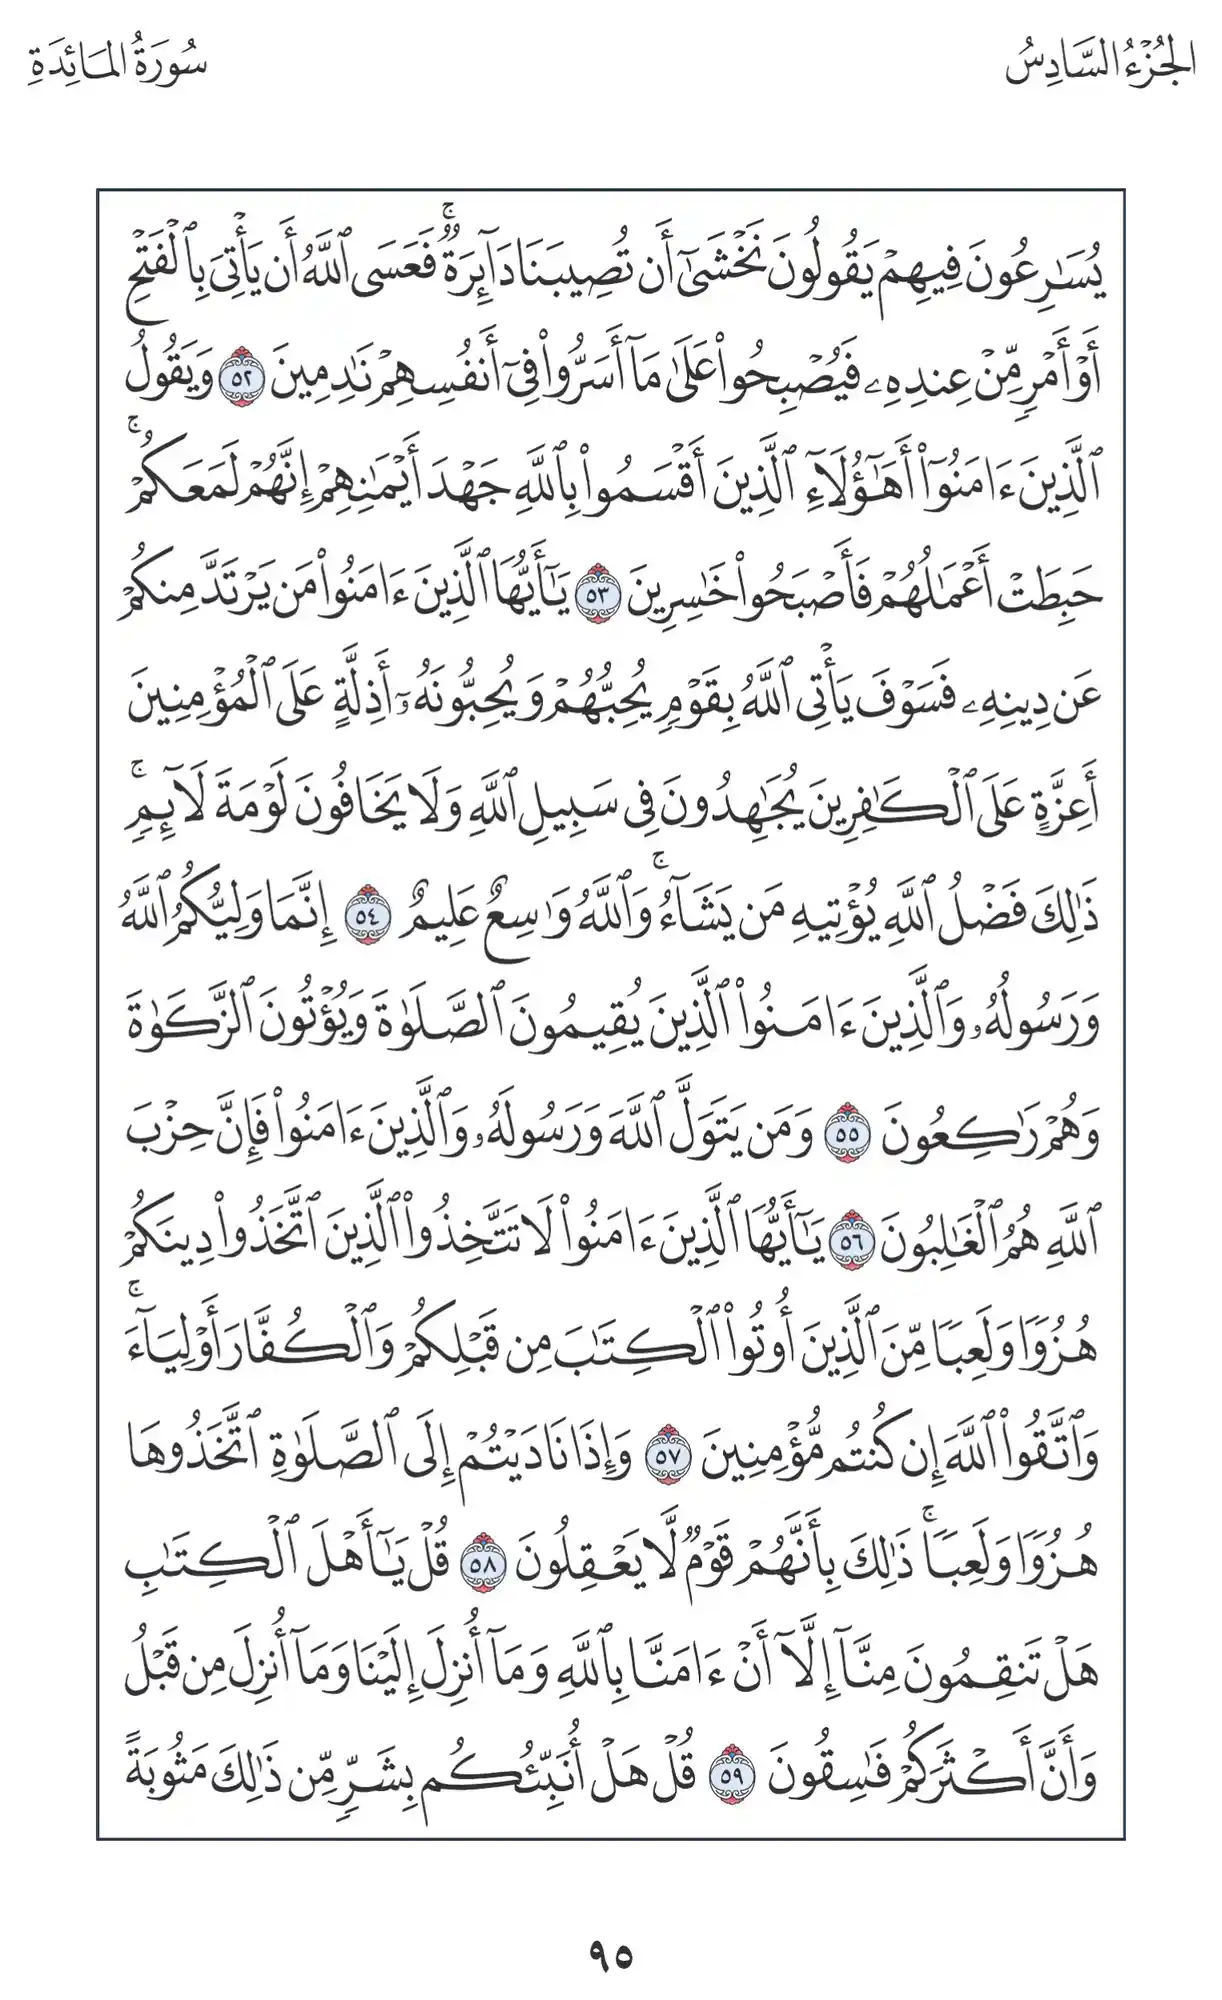 الجُزْءُ السَّادِسُ
سُورَةُ المَائِدَةِ
يُسَٰرِعُونَ فِيهِمْ يَقُولُونَ نَخْشَىٰٓ أَن تُصِيبَنَا دَآئِرَةٌۚ فَعَسَى ٱللَّهُ أَن يَأْتِىَ بِٱلْفَتْحِ
أَوْ أَمْرٍ مِّنْ عِندِهِۦ فَيُصْبِحُوا۟ عَلَىٰ مَآ أَسَرُّوا۟ فِىٓ أَنفُسِهِمْ نَٰدِمِينَ ٥٢ وَيَقُولُ
ٱلَّذِينَ ءَامَنُوٓا۟ أَهَٰٓؤُلَآءِ ٱلَّذِينَ أَقْسَمُوا۟ بِٱللَّهِ جَهْدَ أَيْمَٰنِهِمْ إِنَّهُمْ لَمَعَكُمْۚ
حَبِطَتْ أَعْمَٰلُهُمْ فَأَصْبَحُوا۟ خَٰسِرِينَ ٥٣ يَٰٓأَيُّهَا ٱلَّذِينَ ءَامَنُوا۟ مَن يَرْتَدَّ مِنكُمْ
عَن دِينِهِۦ فَسَوْفَ يَأْتِى ٱللَّهُ بِقَوْمٍ يُحِبُّهُمْ وَيُحِبُّونَهُۥٓ أَذِلَّةٍ عَلَى ٱلْمُؤْمِنِينَ
أَعِزَّةٍ عَلَى ٱلْكَٰفِرِينَ يُجَٰهِدُونَ فِى سَبِيلِ ٱللَّهِ وَلَا يَخَافُونَ لَوْمَةَ لَآئِمٍۚ
ذَٰلِكَ فَضْلُ ٱللَّهِ يُؤْتِيهِ مَن يَشَآءُۚ وَٱللَّهُ وَٰسِعٌ عَلِيمٌ ٥٤ إِنَّمَا وَلِيُّكُمُ ٱللَّهُ
وَرَسُولُهُۥ وَٱلَّذِينَ ءَامَنُوا۟ ٱلَّذِينَ يُقِيمُونَ ٱلصَّلَوٰةَ وَيُؤْتُونَ ٱلزَّكَوٰةَ
وَهُمْ رَٰكِعُونَ ٥٥ وَمَن يَتَوَلَّ ٱللَّهَ وَرَسُولَهُۥ وَٱلَّذِينَ ءَامَنُوا۟ فَإِنَّ حِزْبَ
ٱللَّهِ هُمُ ٱلْغَٰلِبُونَ ٥٦ يَٰٓأَيُّهَا ٱلَّذِينَ ءَامَنُوا۟ لَا تَتَّخِذُوا۟ ٱلَّذِينَ ٱتَّخَذُوا۟ دِينَكُمْ
هُزُوًا وَلَعِبًا مِّنَ ٱلَّذِينَ أُوتُوا۟ ٱلْكِتَٰبَ مِن قَبْلِكُمْ وَٱلْكُفَّارَ أَوْلِيَآءَۚ
وَٱتَّقُوا۟ ٱللَّهَ إِن كُنتُم مُّؤْمِنِينَ ٥٧ وَإِذَا نَادَيْتُمْ إِلَى ٱلصَّلَوٰةِ ٱتَّخَذُوهَا
هُزُوًا وَلَعِبًاۚ ذَٰلِكَ بِأَنَّهُمْ قَوْمٌ لَّا يَعْقِلُونَ ٥٨ قُلْ يَٰٓأَهْلَ ٱلْكِتَٰبِ
هَلْ تَنقِمُونَ مِنَّآ إِلَّآ أَنْ ءَامَنَّا بِٱللَّهِ وَمَآ أُنزِلَ إِلَيْنَا وَمَآ أُنزِلَ مِن قَبْلُ
وَأَنَّ أَكْثَرَكُمْ فَٰسِقُونَ ٥٩ قُلْ هَلْ أُنَبِّئُكُم بِشَرٍّ مِّن ذَٰلِكَ مَثُوبَةً
٩٥